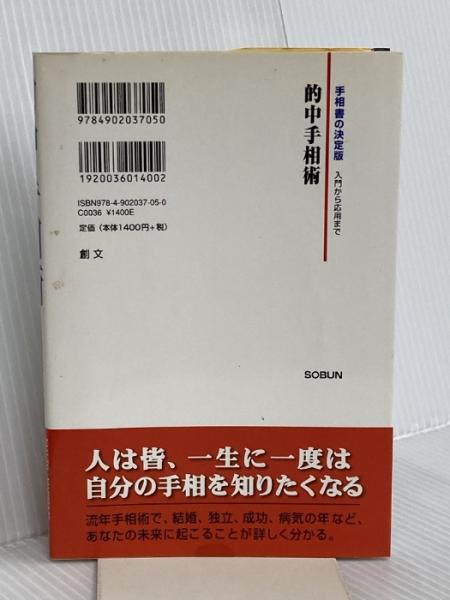 手相書の決定版 入門から応用まで
的中手相術
9784902037050
1920036014002
ISBN978-4-902037-05-0
C0036 ¥1400E
定価(本体1400円+税)
創文
SOBUN
人は皆、一生に一度は
自分の手相を知りたくなる
流年手相術で、結婚、独立、成功、病気の年など、
あなたの未来に起こることが詳しく分かる。